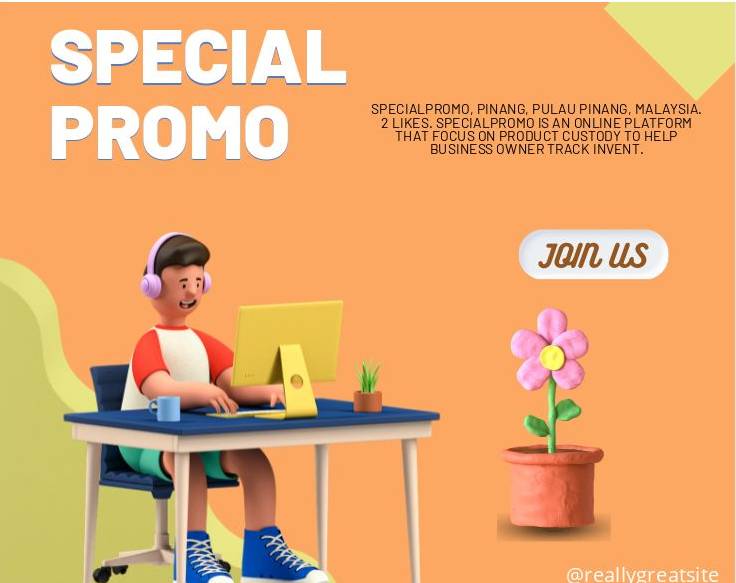 SPECIAL
PROMO
SPECIALPROMO, PINANG, PULAU PINANG, MALAYSIA.
2 LIKES. SPECIALPROMO IS AN ONLINE PLATFORM
THAT FOCUS ON PRODUCT CUSTODY TO HELP
BUSINESS OWNER TRACK INVENT.
JOIN US
@reallygreatsite